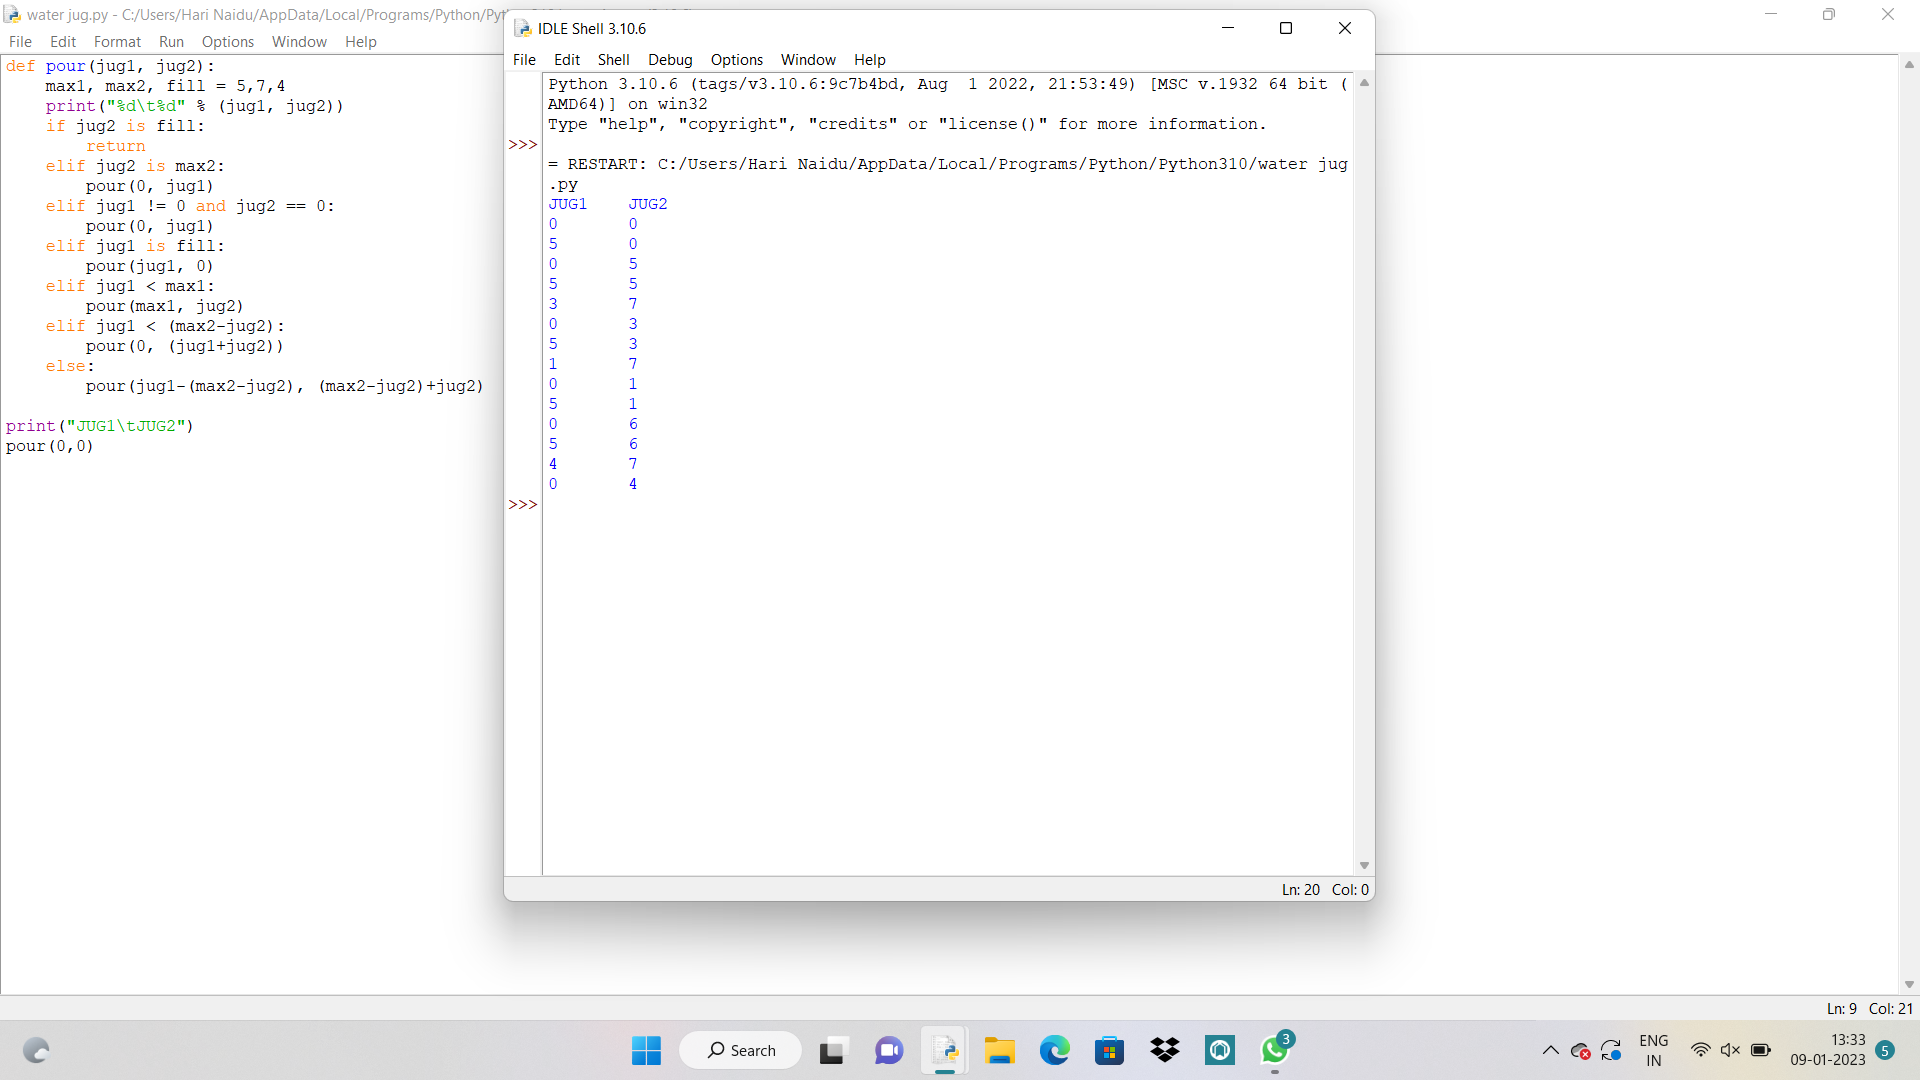 water jug.py - C:/Users/Hari Naidu/AppData/Local/Programs/Python/Pyt
File Edit Format Run Options Window Help
def pour(jug1, jug2):
    max1, max2, fill = 5,7,4
    print("%d\t%d" % (jug1, jug2))
    if jug2 is fill:
        return
    elif jug2 is max2:
        pour(0, jug1)
    elif jug1 != 0 and jug2 == 0:
        pour(0, jug1)
    elif jug1 is fill:
        pour(jug1, 0)
    elif jug1 < max1:
        pour(max1, jug2)
    elif jug1 < (max2-jug2):
        pour(0, (jug1+jug2))
    else:
        pour(jug1-(max2-jug2), (max2-jug2)+jug2)
print("JUG1\tJUG2")
pour(0,0)
Ln: 9 Col: 21
IDLE Shell 3.10.6
File Edit Shell Debug Options Window Help
Python 3.10.6 (tags/v3.10.6:9c7b4bd, Aug  1 2022, 21:53:49) [MSC v.1932 64 bit (
AMD64)] on win32
Type "help", "copyright", "credits" or "license()" for more information.
>>>
= RESTART: C:/Users/Hari Naidu/AppData/Local/Programs/Python/Python310/water jug
.py
JUG1 JUG2
0 0
5 0
0 5
5 5
3 7
0 3
5 3
1 7
0 1
5 1
0 6
5 6
4 7
0 4
>>>
Ln: 20 Col: 0
Search
3
ENG
IN
13:33
09-01-2023
5